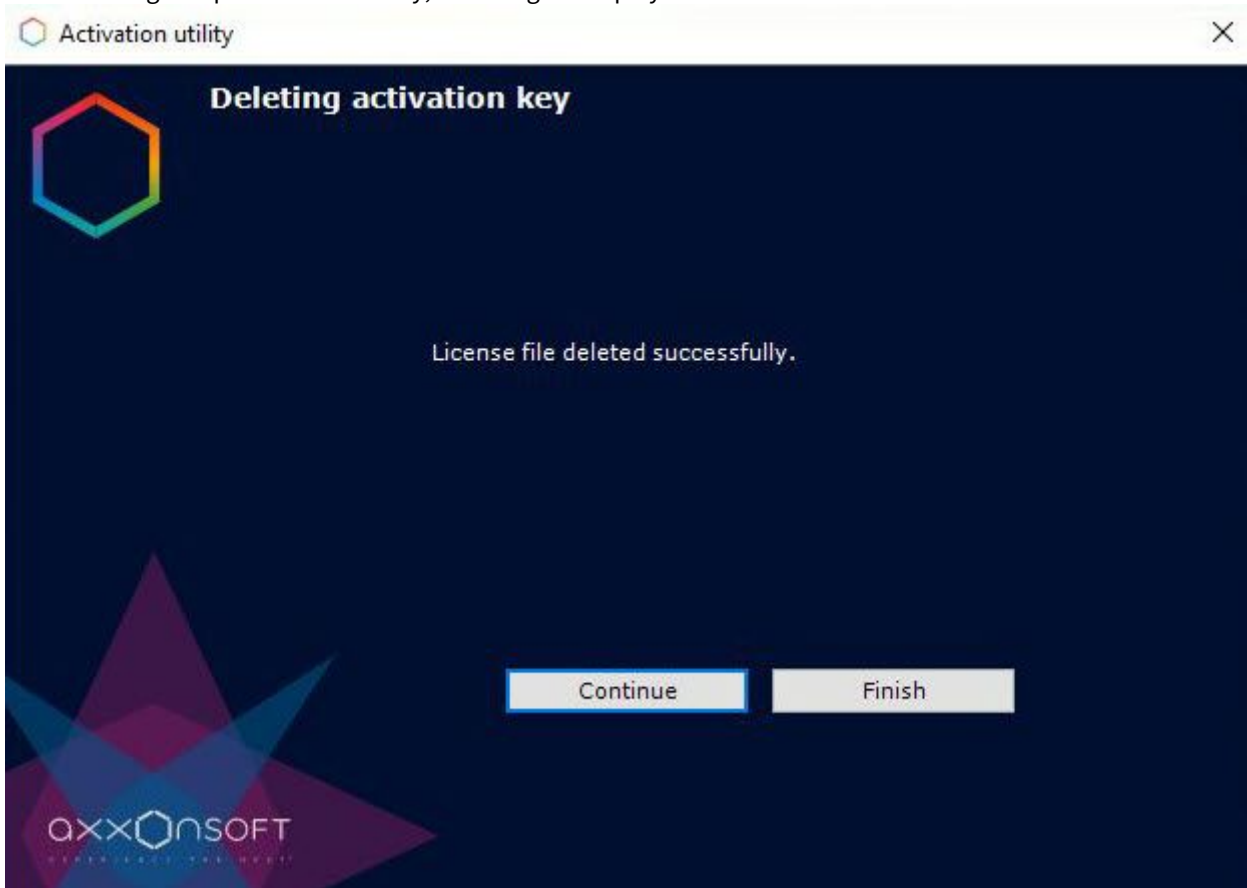 Activation utility
Deleting activation key
License file deleted successfully.
Continue
Finish
axxonsoft